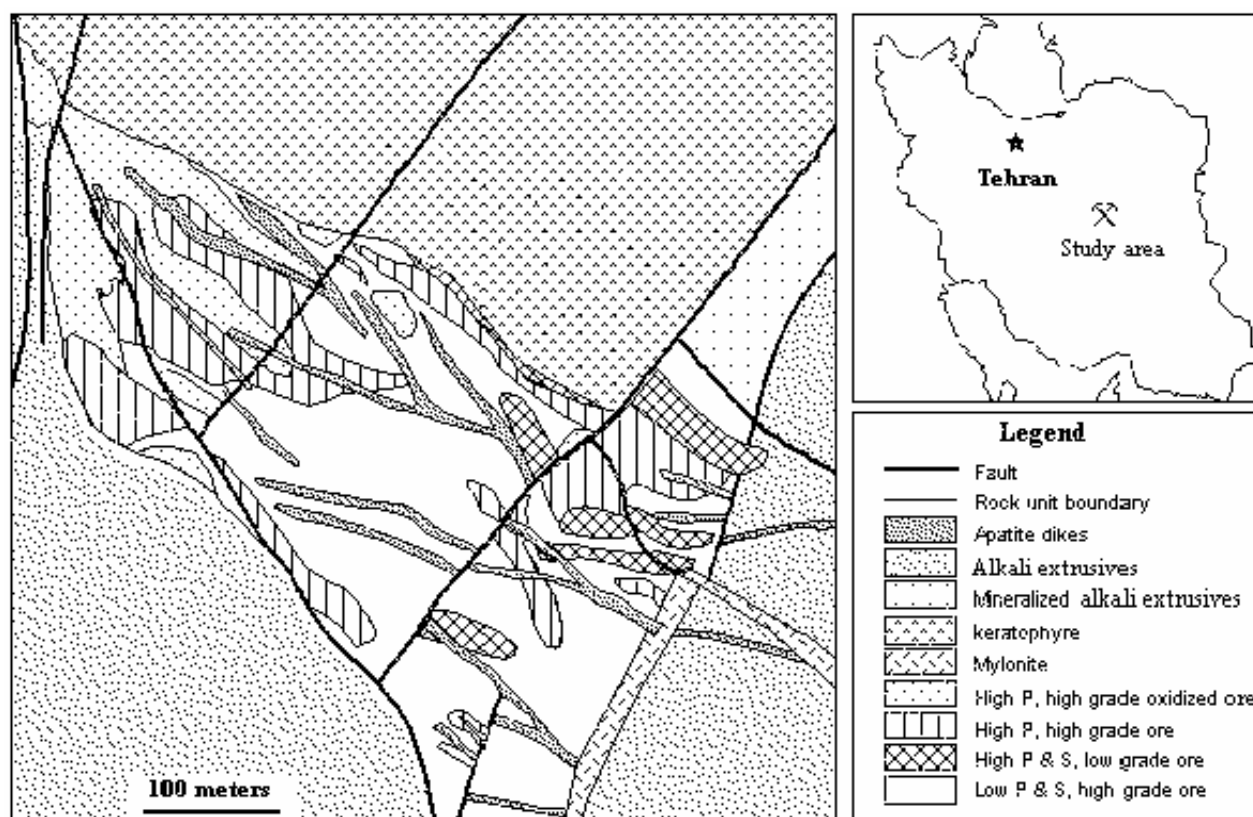 100 meters
Tehran
Study area
Legend
Fault
Rock unit boundary
Apatite dikes
Alkali extrusives
Mineralized alkali extrusives
keratophyre
Mylonite
High P, high grade oxidized ore
High P, high grade ore
High P & S, low grade ore
Low P & S, high grade ore